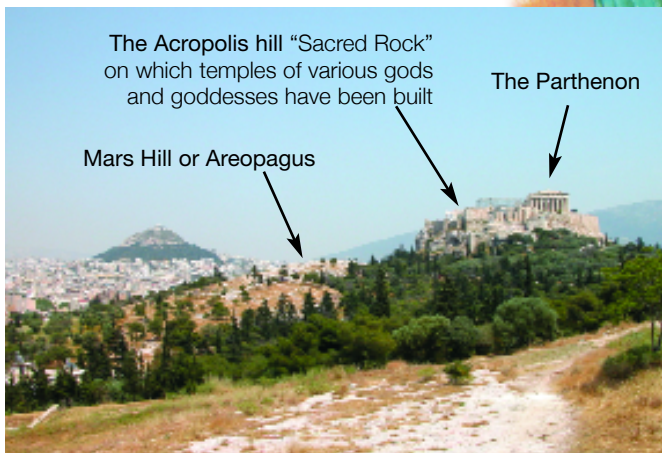 The Acropolis hill “Sacred Rock”
on which temples of various gods
and goddesses have been built
The Parthenon
Mars Hill or Areopagus